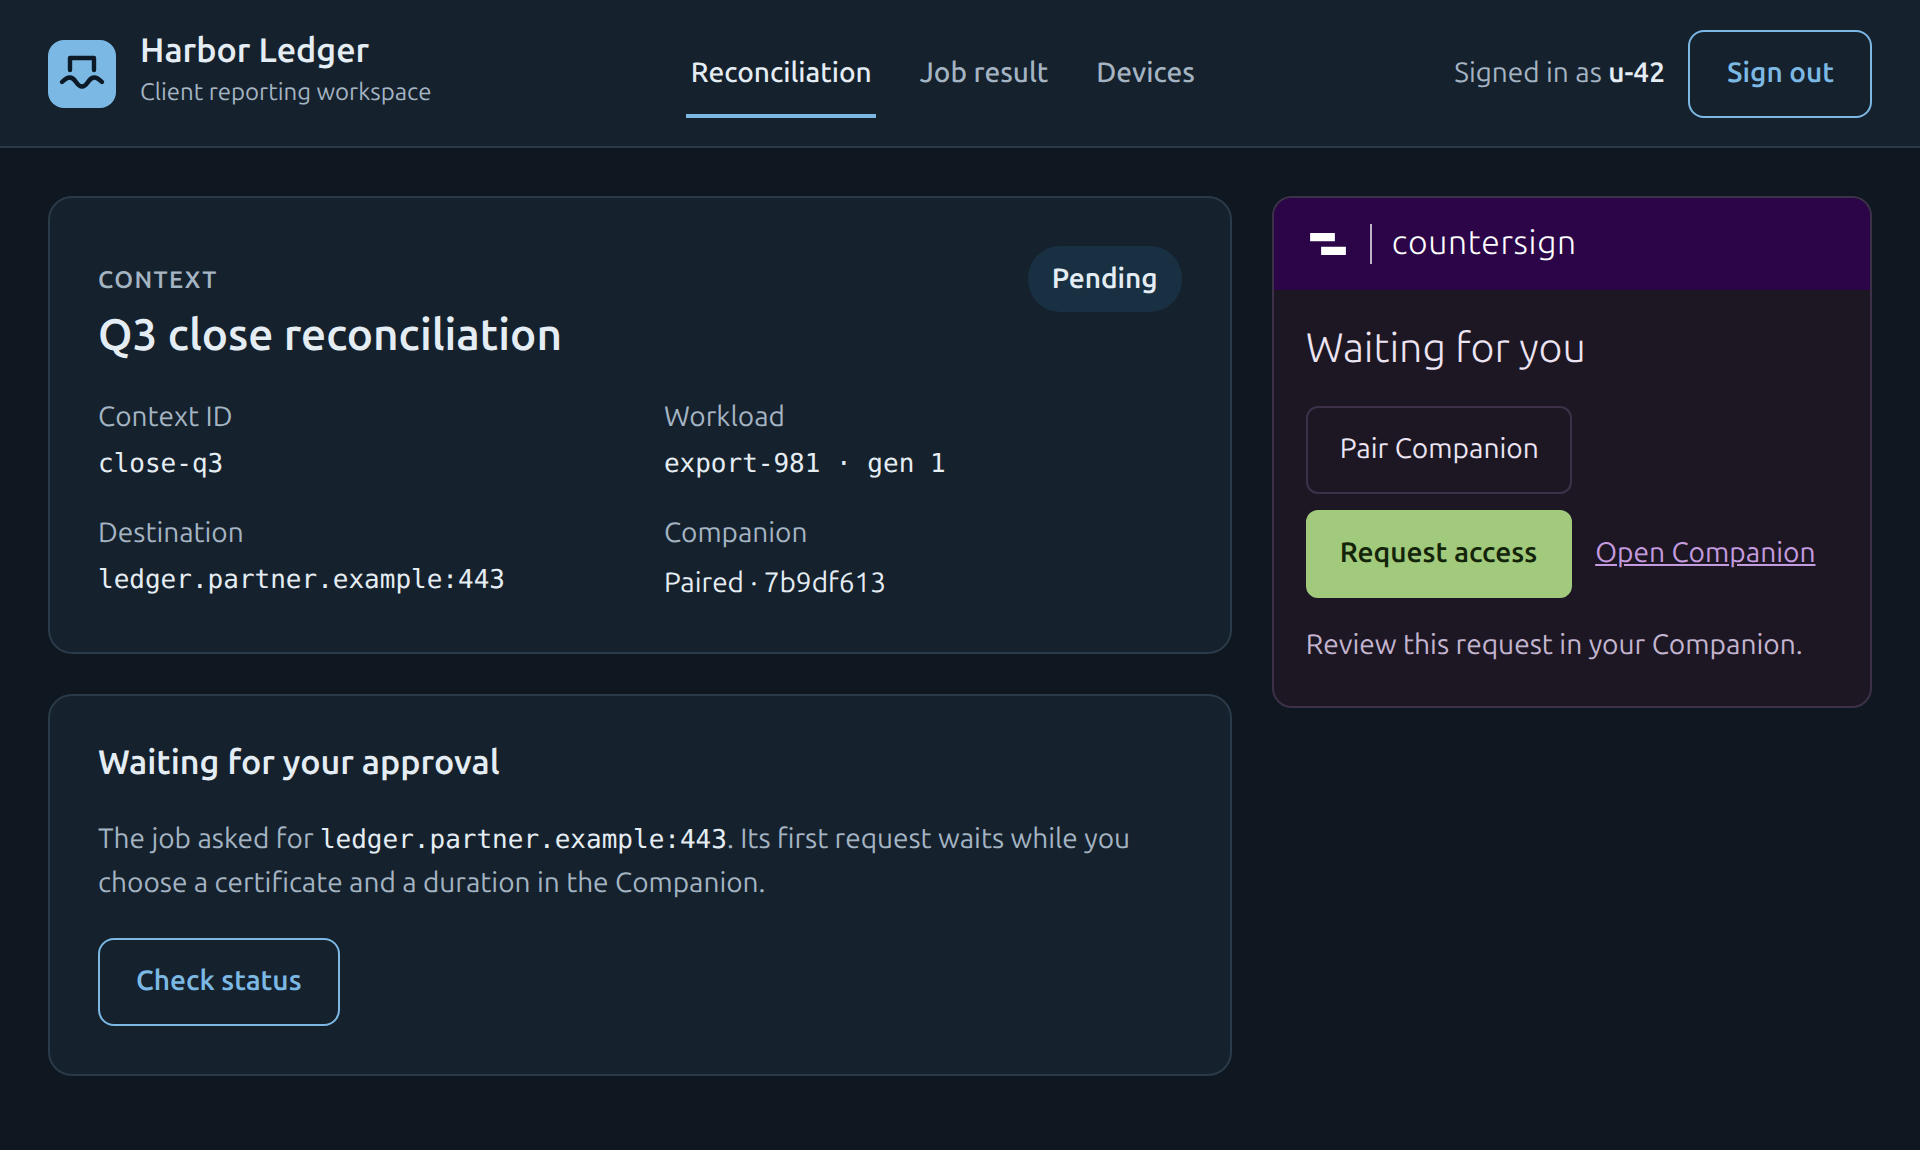 Harbor Ledger
Client reporting workspace
Reconciliation
Job result
Devices
Signed in as u-42
Sign out
CONTEXT
Pending
Q3 close reconciliation
Context ID
close-q3
Workload
export-981 · gen 1
Destination
ledger.partner.example:443
Companion
Paired · 7b9df613
Waiting for your approval
The job asked for ledger.partner.example:443. Its first request waits while you
choose a certificate and a duration in the Companion.
Check status
countersign
Waiting for you
Pair Companion
Request access
Open Companion
Review this request in your Companion.